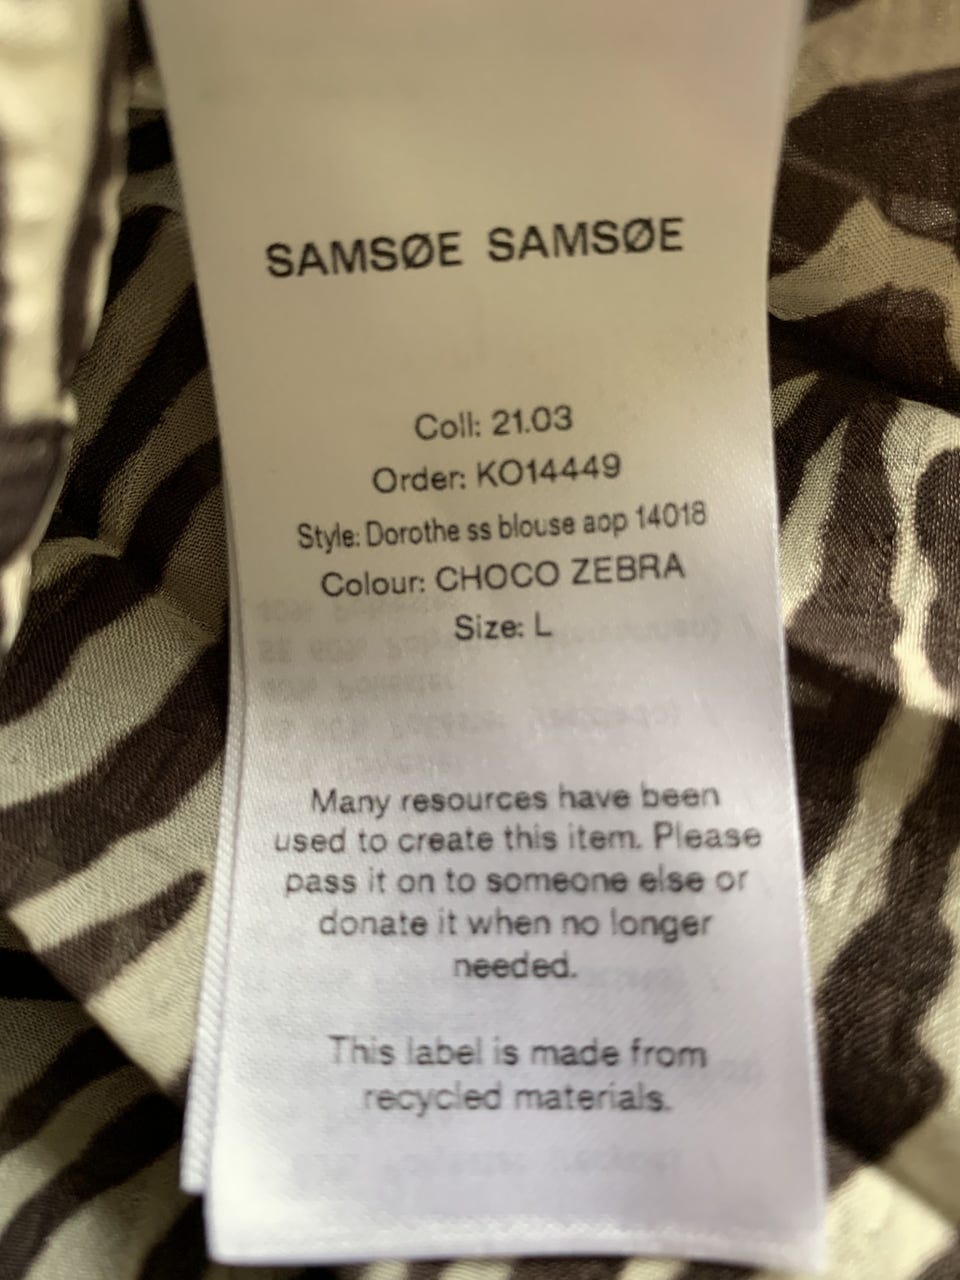 SAMSØE SAMSØE
Coll: 21.03
Order: KO14449
Style: Dorothe ss blouse aop 14018
Colour: CHOCO ZEBRA
Size: L
Many resources have been
used to create this item. Please
pass it on to someone else or
donate it when no longer
needed.
This label is made from
recycled materials.